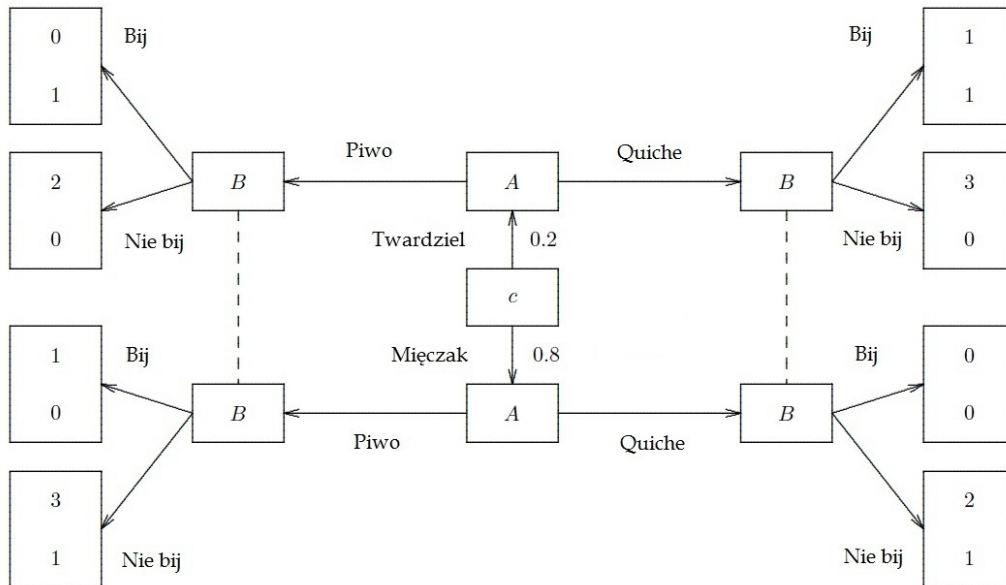 0 Bij Bij 1
1 1
Piwo Quiche
2 B A B 3
0 Nie bij Twardziel 0.2 Nie bij 0
c
1 Bij Mięczak 0.8 Bij 0
0 B A B 0
Piwo Quiche
3 2
1 Nie bij Nie bij 1